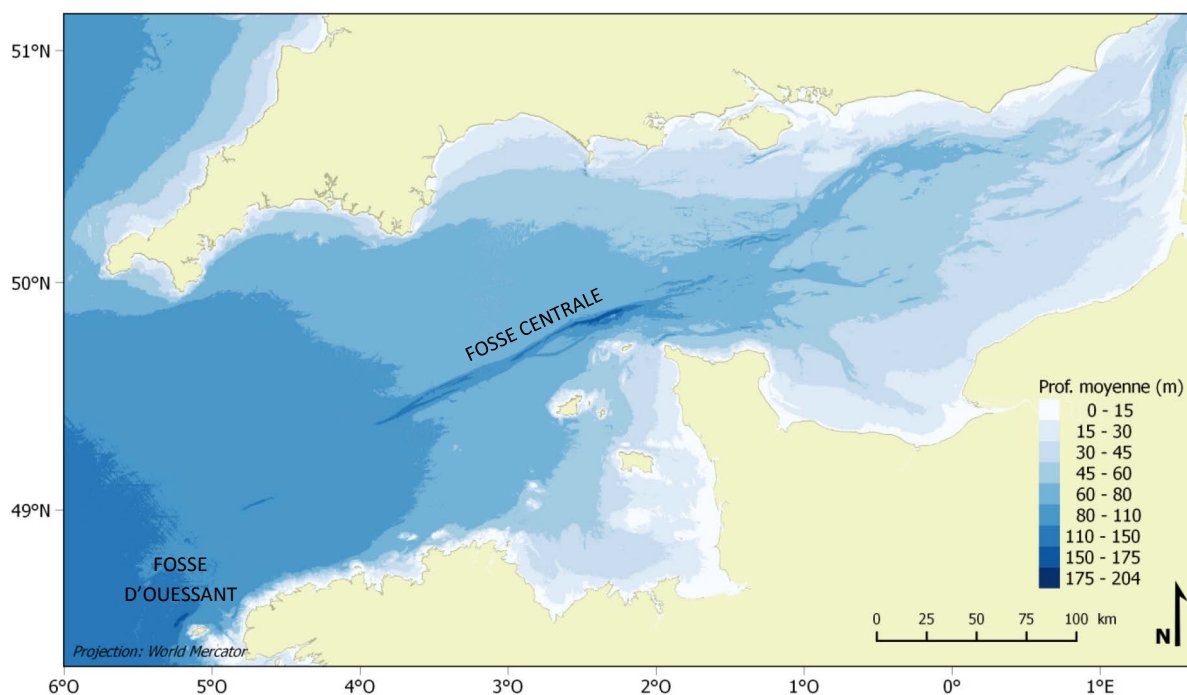 51°N
50°N
49°N
FOSSE CENTRALE
FOSSE
D'OUESSANT
Projection: World Mercator
Prof. moyenne (m)
0 - 15
15 - 30
30 - 45
45 - 60
60 - 80
80 - 110
110 - 150
150 - 175
175 - 204
0 25 50 75 100 km
N
6°O 5°O 4°O 3°O 2°O 1°O 0° 1°E